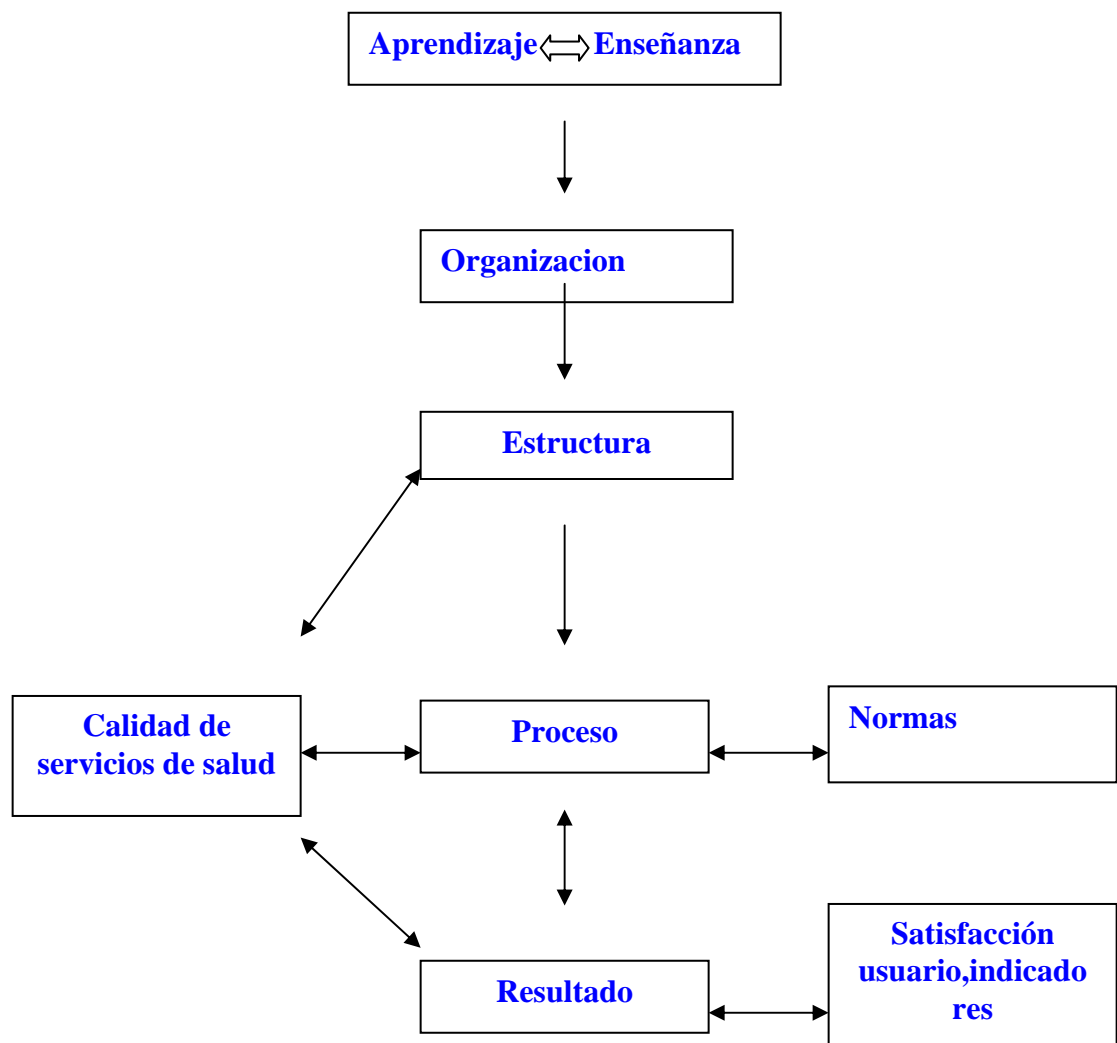 Aprendizaje Enseñanza
Organizacion
Estructura
Calidad de
servicios de salud
Proceso
Normas
Resultado
Satisfacción
usuario,indicado
res